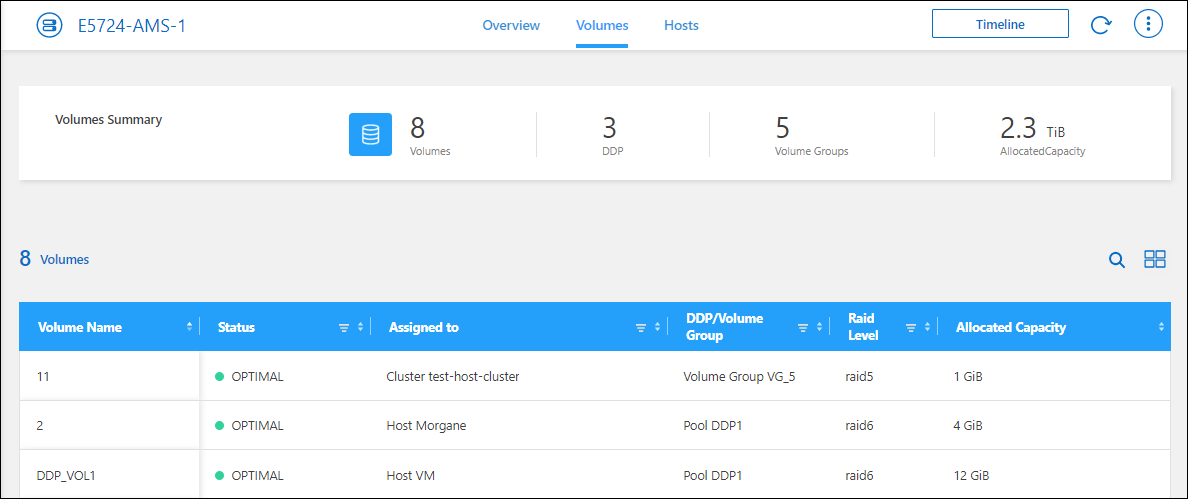 E5724-AMS-1 Overview Volumes Hosts Timeline
Volumes Summary
8 Volumes
3 DDP
5 Volume Groups
2.3 TiB AllocatedCapacity
8 Volumes
Volume Name Status Assigned to DDP/Volume Group Raid Level Allocated Capacity
11 OPTIMAL Cluster test-host-cluster Volume Group VG_5 raid5 1 GiB
2 OPTIMAL Host Morgane Pool DDP1 raid6 4 GiB
DDP_VOL1 OPTIMAL Host VM Pool DDP1 raid6 12 GiB